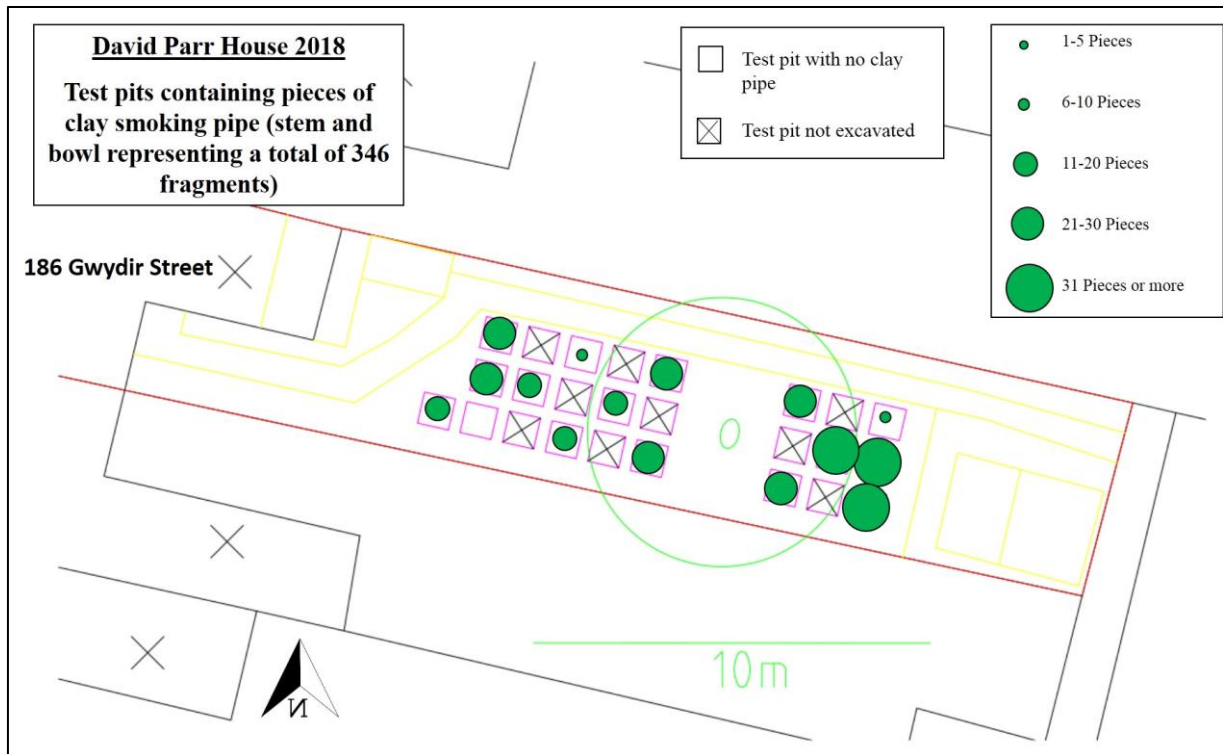 David Parr House 2018
Test pits containing pieces of
clay smoking pipe (stem and
bowl representing a total of 346
fragments)
Test pit with no clay
pipe
Test pit not excavated
1-5 Pieces
6-10 Pieces
11-20 Pieces
21-30 Pieces
31 Pieces or more
186 Gwydir Street
10m
N